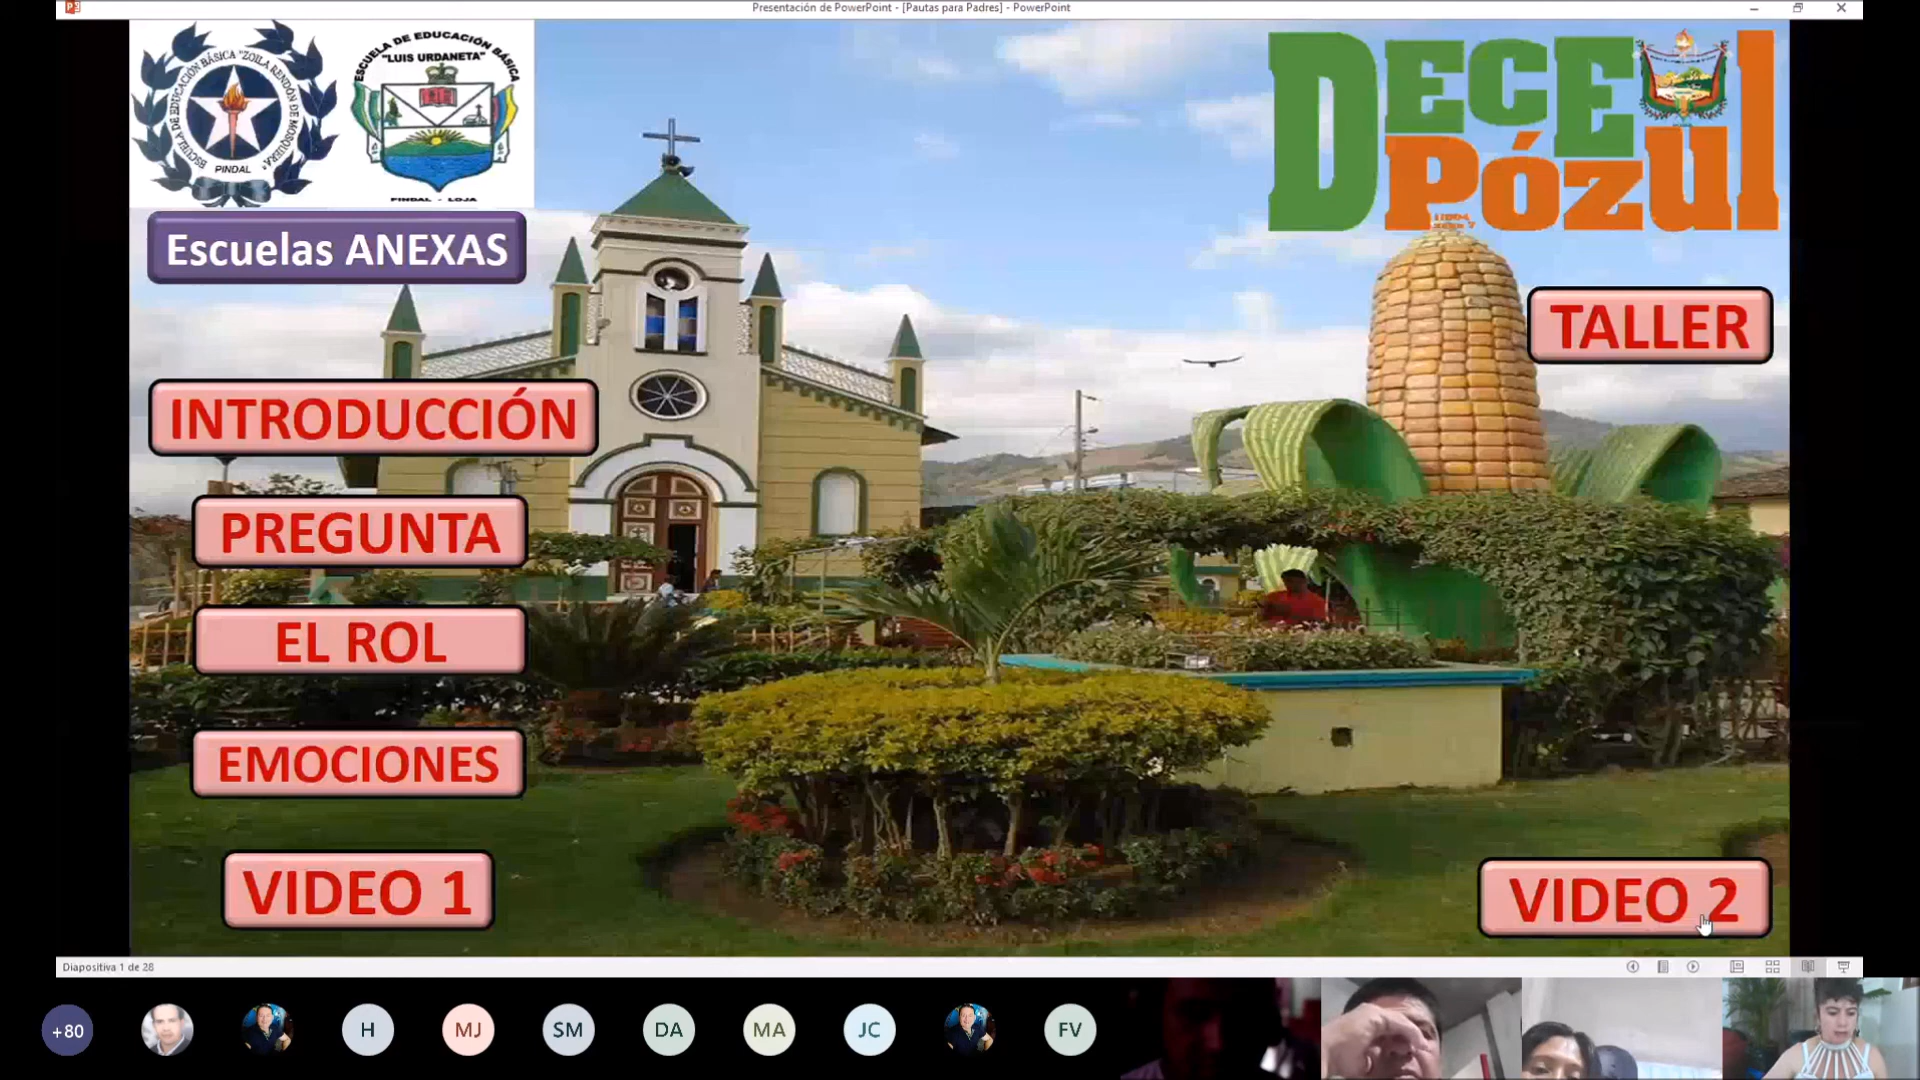 Presentación de PowerPoint - [Pautas para Padres] - PowerPoint
ESCUELA DE EDUCACIÓN BÁSICA "ZOILA RENDÓN DE MOSQUERA"
PINDAL
ESCUELA DE EDUCACIÓN BÁSICA
"LUIS URDANETA"
PINDAL - LOJA
DECE
PÓZUL
Escuelas ANEXAS
TALLER
INTRODUCCIÓN
PREGUNTA
EL ROL
EMOCIONES
VIDEO 1
VIDEO 2
Diapositiva 1 de 28
+80
H
MJ
SM
DA
MA
JC
FV